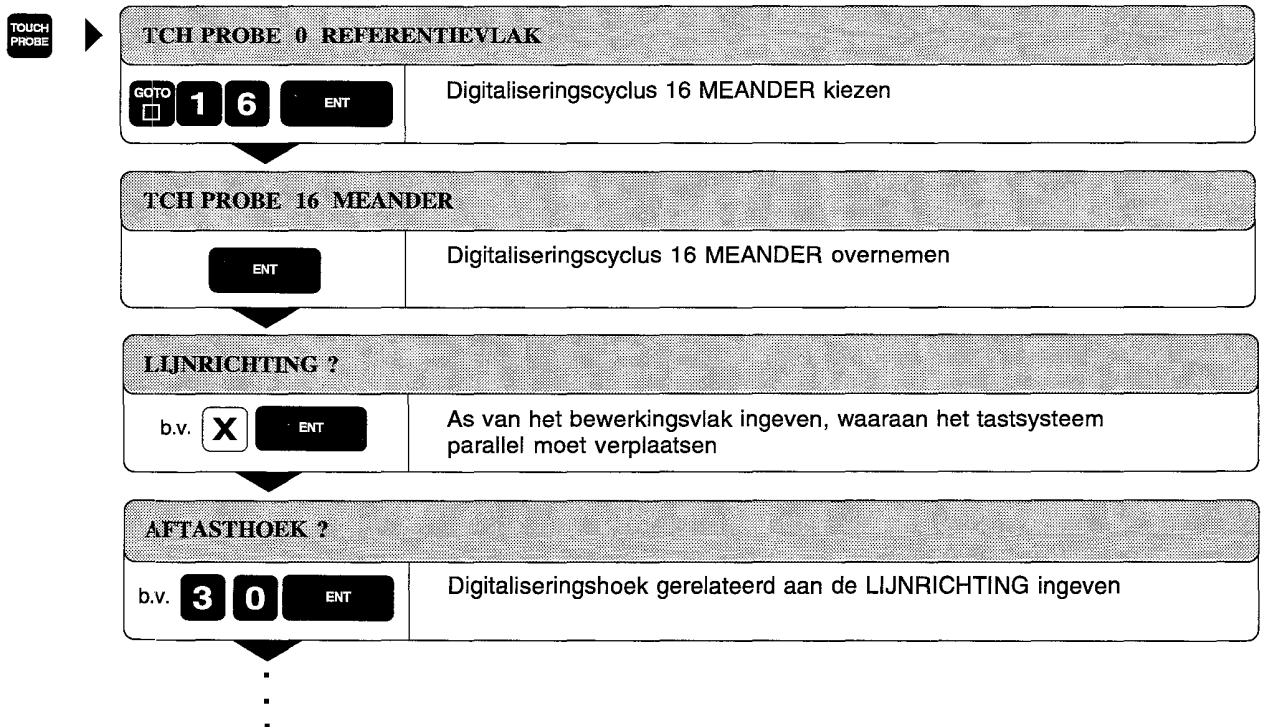 TOUCH
PROBE
TCH PROBE 0 REFERENTIEVLAK
GOTO 1 6 ENT
Digitaliseringscyclus 16 MEANDER kiezen
TCH PROBE 16 MEANDER
ENT
Digitaliseringscyclus 16 MEANDER overnemen
LIJNRICHTING ?
b.v. X ENT
As van het bewerkingsvlak ingeven, waaraan het tastsysteem
parallel moet verplaatsen
AFTASTHOEK ?
b.v. 3 0 ENT
Digitaliseringshoek gerelateerd aan de LIJNRICHTING ingeven